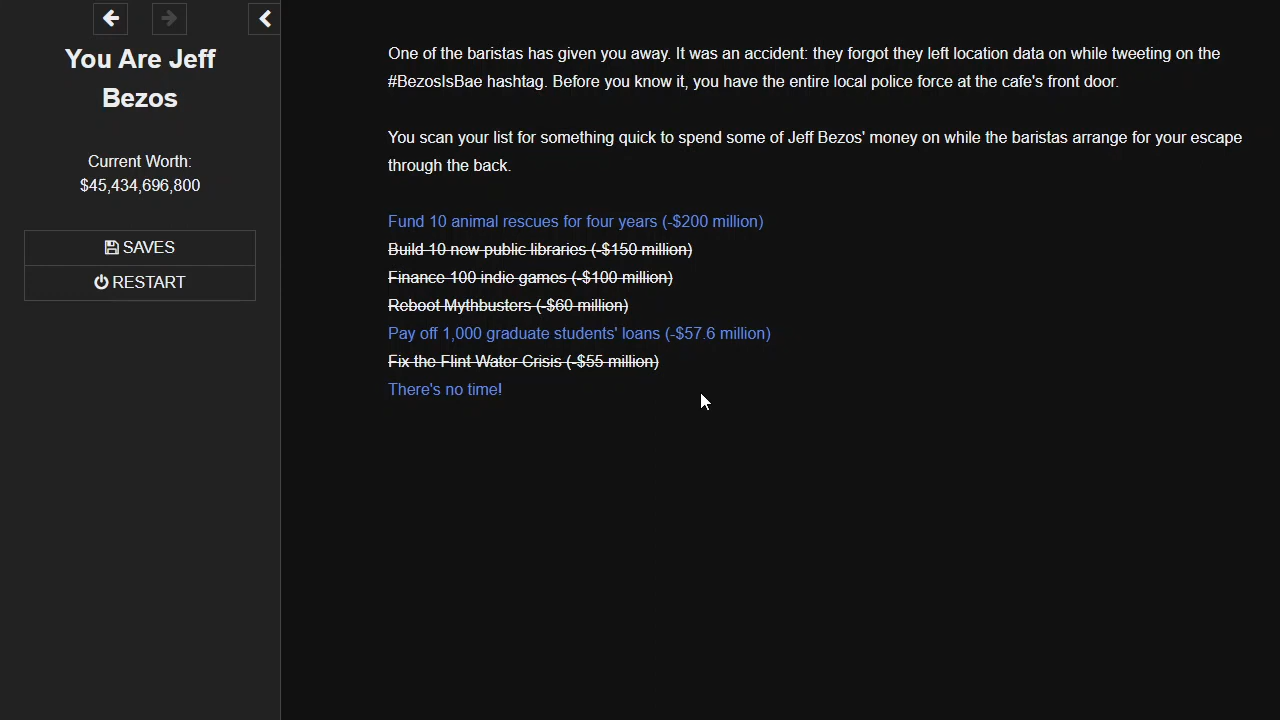 You Are Jeff
Bezos
Current Worth:
$45,434,696,800
SAVES
RESTART
One of the baristas has given you away. It was an accident: they forgot they left location data on while tweeting on the
#BezosIsBae hashtag. Before you know it, you have the entire local police force at the cafe's front door.
You scan your list for something quick to spend some of Jeff Bezos' money on while the baristas arrange for your escape
through the back.
Fund 10 animal rescues for four years (-$200 million)
Build 10 new public libraries (-$150 million)
Finance 100 indie games (-$100 million)
Reboot Mythbusters (-$60 million)
Pay off 1,000 graduate students' loans (-$57.6 million)
Fix the Flint Water Crisis (-$55 million)
There's no time!